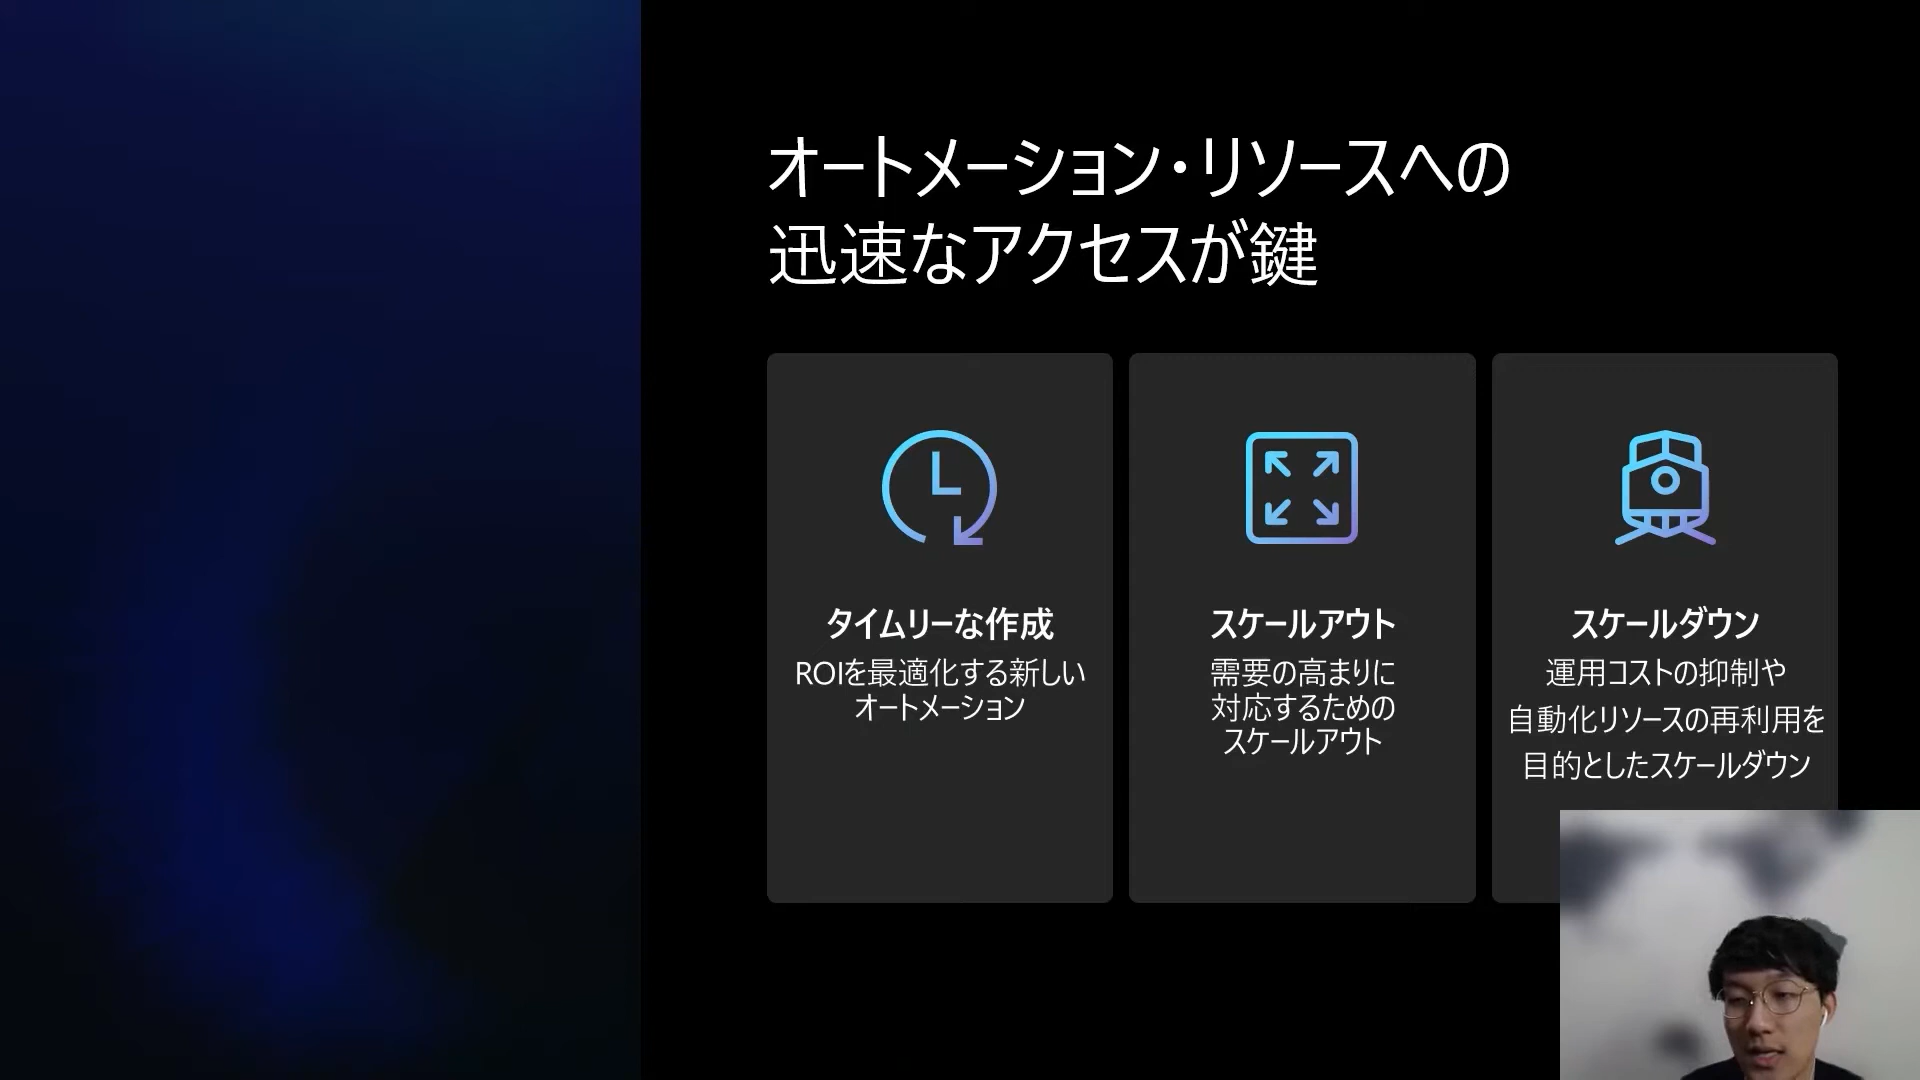 オートメーション・リソースへの
迅速なアクセスが鍵
タイムリーな作成
ROIを最適化する新しい
オートメーション
スケールアウト
需要の高まりに
対応するための
スケールアウト
スケールダウン
運用コストの抑制や
自動化リソースの再利用を
目的としたスケールダウン